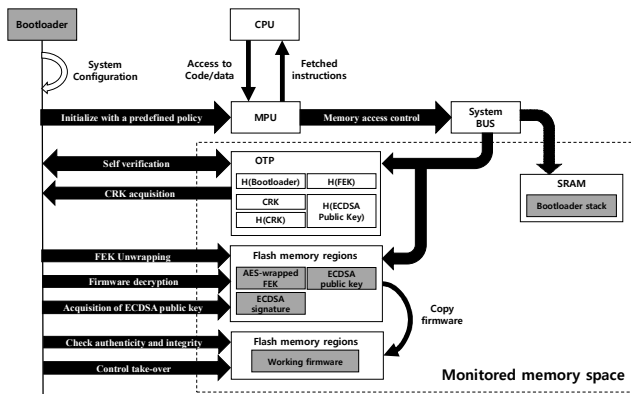 Bootloader
CPU
System
Configuration
Access to
Code/data
Fetched
instructions
Initialize with a predefined policy
MPU
Memory access control
System
BUS
Self verification
OTP
H(Bootloader)
H(FEK)
CRK acquisition
CRK
H(ECDSA
Public Key)
H(CRK)
SRAM
Bootloader stack
FEK Unwrapping
Flash memory regions
Firmware decryption
AES-wrapped
FEK
ECDSA
public key
Acquisition of ECDSA public key
ECDSA
signature
Copy
firmware
Check authenticity and integrity
Flash memory regions
Working firmware
Control take-over
Monitored memory space